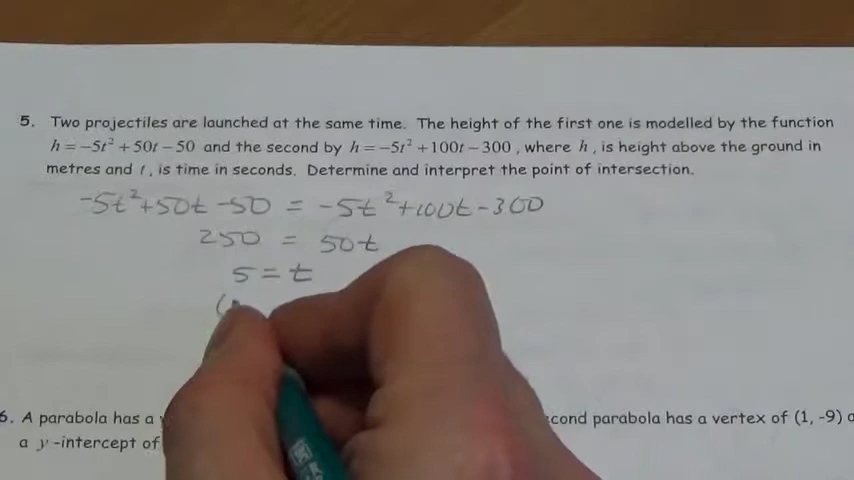 5. Two projectiles are launched at the same time. The height of the first one is modelled by the function
h = -5t² + 50t - 50 and the second by h = -5t² + 100t - 300, where h, is height above the ground in
metres and t, is time in seconds. Determine and interpret the point of intersection.
-5t²+50t -50 = -5t²+100t-300
250 = 50t
5 = t
(
6. A parabola has a cond parabola has a vertex of (1, -9)
a y-intercept of